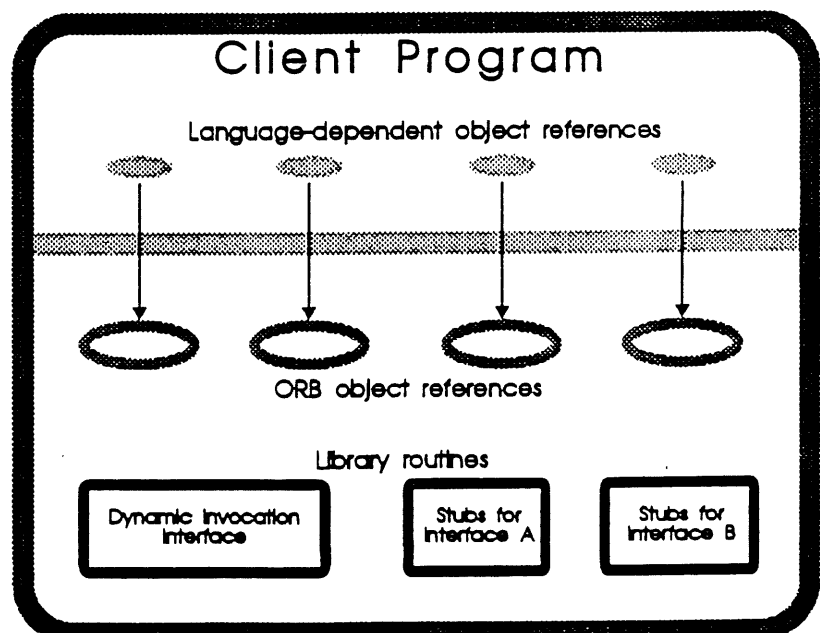 Client Program
Language-dependent object references
ORB object references
Library routines
Dynamic Invocation
Interface
Stubs for
Interface A
Stubs for
Interface B